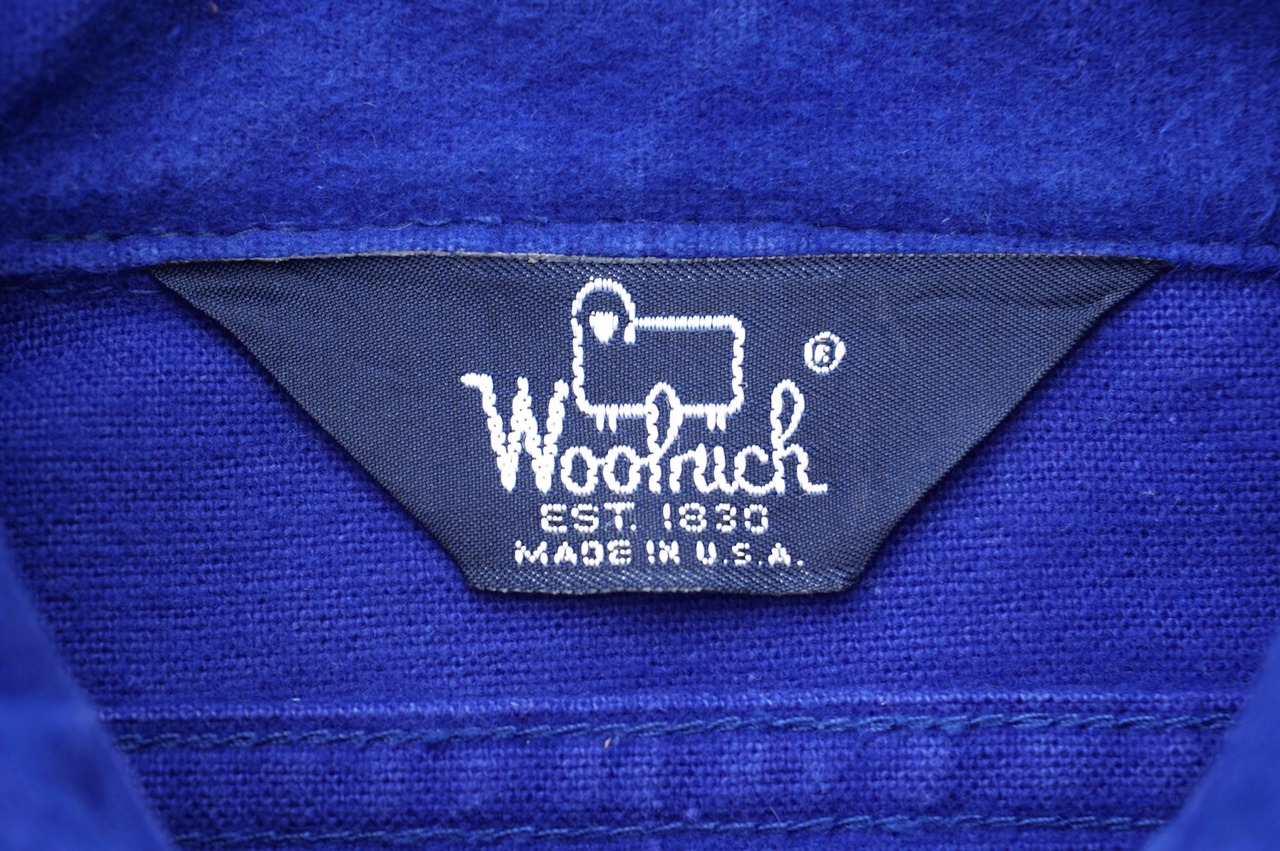 ®
Woolrich
EST. 1830
MADE IN U.S.A.